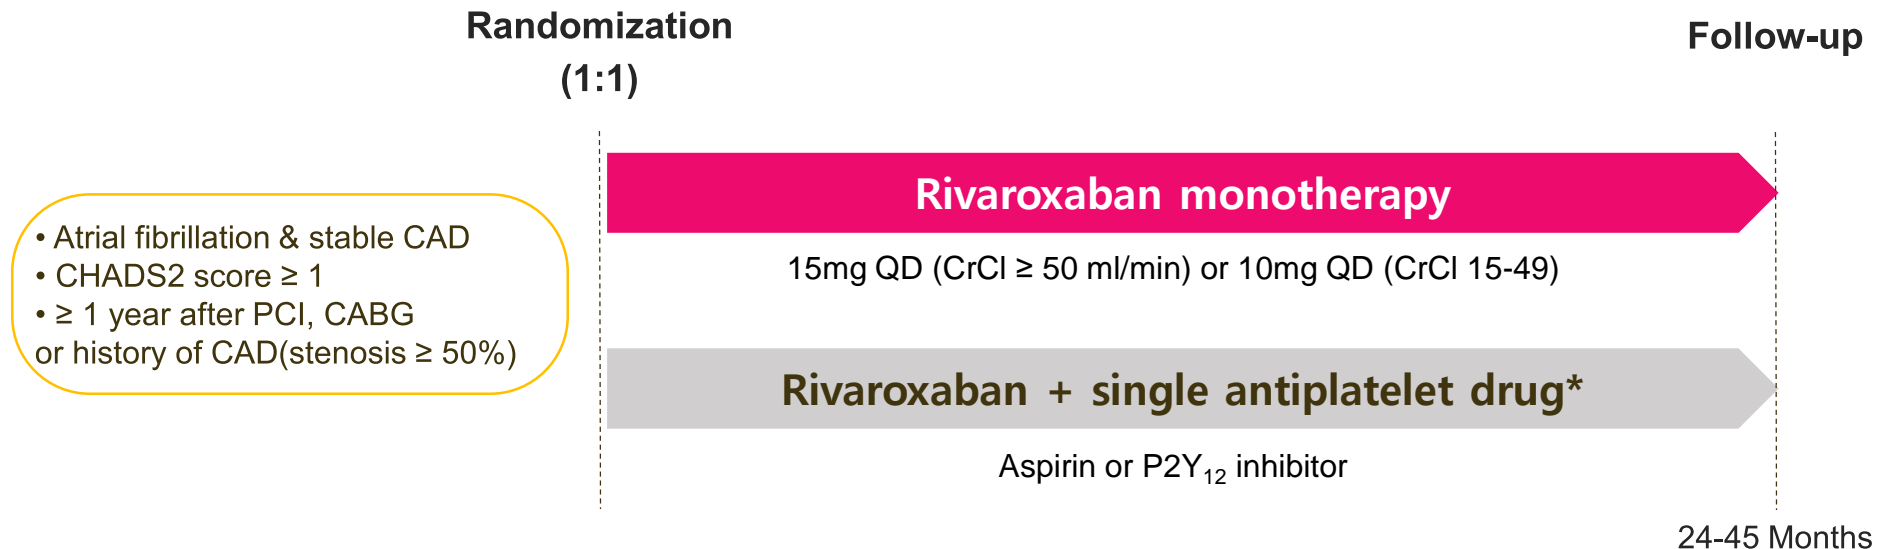 Randomization
(1:1)
Follow-up
• Atrial fibrillation & stable CAD
• CHADS2 score ≥ 1
• ≥ 1 year after PCI, CABG
or history of CAD(stenosis ≥ 50%)
Rivaroxaban monotherapy
15mg QD (CrCl ≥ 50 ml/min) or 10mg QD (CrCl 15-49)
Rivaroxaban + single antiplatelet drug*
Aspirin or P2Y₁₂ inhibitor
24-45 Months